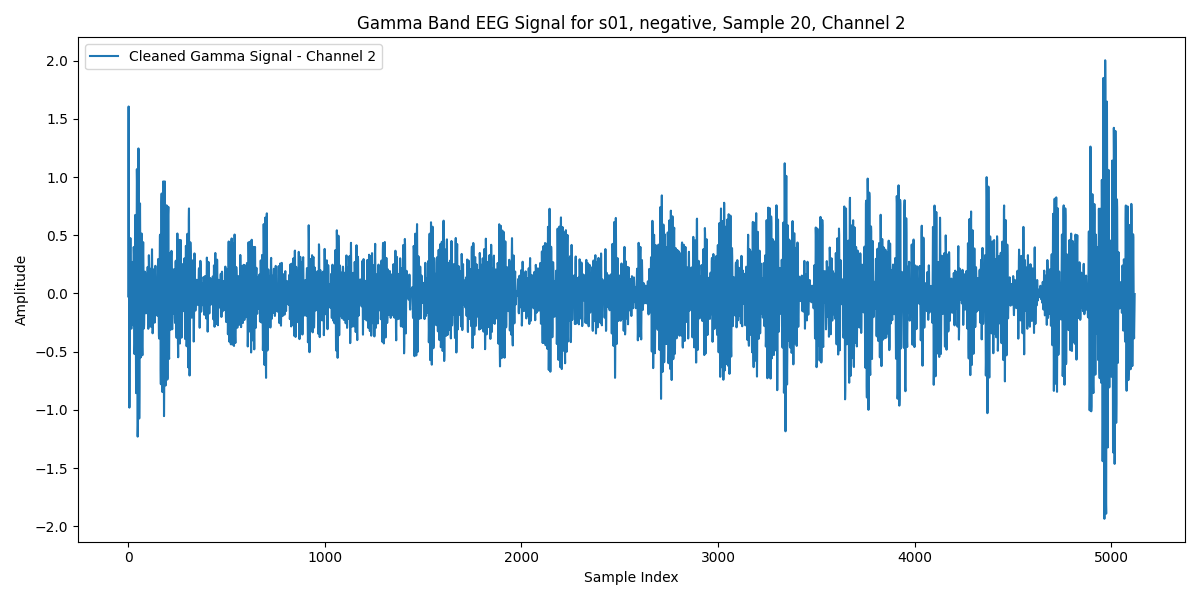 Gamma Band EEG Signal for s01, negative, Sample 20, Channel 2
Cleaned Gamma Signal - Channel 2
2.0
1.5
1.0
0.5
0.0
−0.5
−1.0
−1.5
−2.0
Amplitude
0 1000 2000 3000 4000 5000
Sample Index